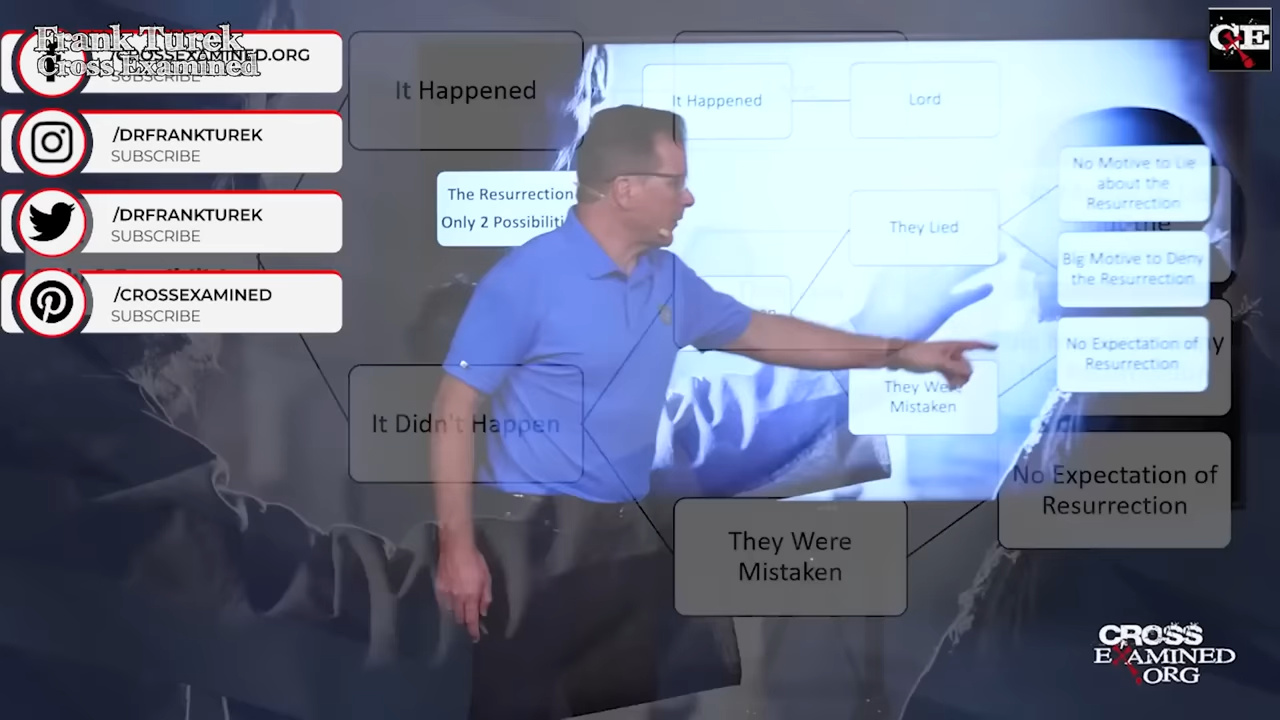 Frank Turek
Cross Examined
/CROSSEXAMINED.ORG
SUBSCRIBE
/DRFRANKTUREK
SUBSCRIBE
/DRFRANKTUREK
SUBSCRIBE
/CROSSEXAMINED
SUBSCRIBE
CE
It Happened
It Didn't Happen
They Were
Mistaken
No Expectation of
Resurrection
The Resurrection
Only 2
It Happened
Lord
They Lied
They Were
Mistaken
No Motive to Lie
about the
Resurrection
Big Motive to Deny
the Resurrection
No Expectation of
Resurrection
the
y
CROSS
EXAMINED
.ORG